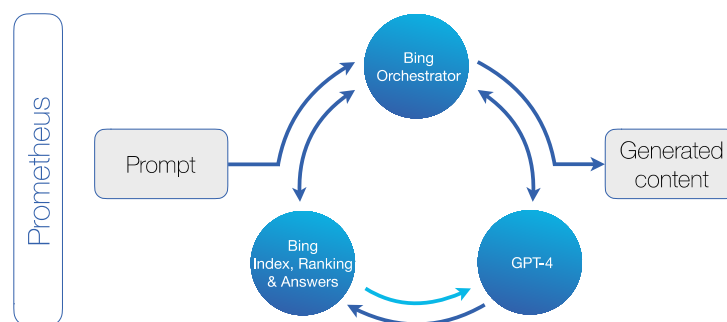 Prometheus
Bing
Orchestrator
Prompt
Generated
content
Bing
Index, Ranking
& Answers
GPT-4